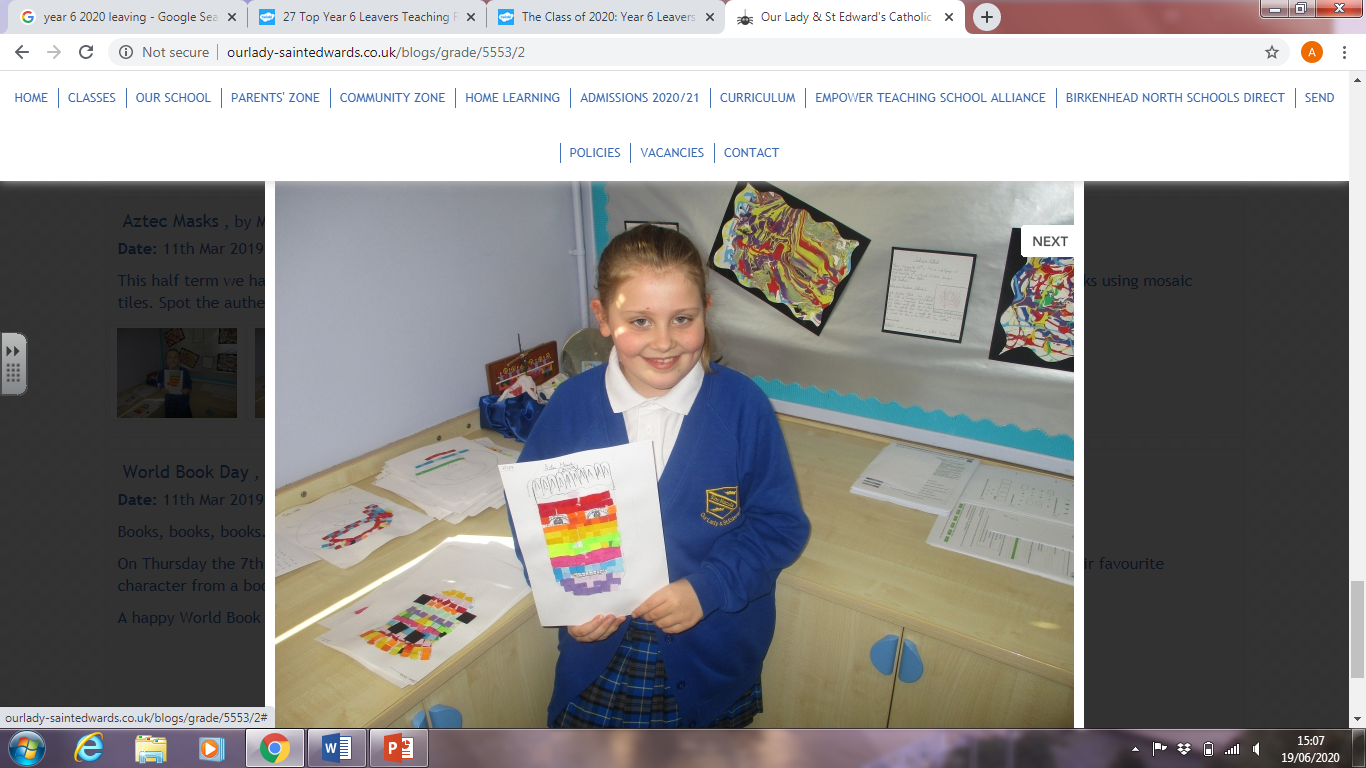 year 6 2020 leaving - Google Sea
27 Top Year 6 Leavers Teaching R
The Class of 2020: Year 6 Leavers
Our Lady & St Edward's Catholic
Not secure
ourlady-saintedwards.co.uk/blogs/grade/5553/2
A
HOME
CLASSES
OUR SCHOOL
PARENTS' ZONE
COMMUNITY ZONE
HOME LEARNING
ADMISSIONS 2020/21
CURRICULUM
EMPOWER TEACHING SCHOOL ALLIANCE
BIRKENHEAD NORTH SCHOOLS DIRECT
SEND
POLICIES
VACANCIES
CONTACT
Aztec Masks , by M
Date: 11th Mar 2019
This half term we ha
ks using mosaic
tiles. Spot the authe
NEXT
World Book Day ,
Date: 11th Mar 2019
Books, books, books.
On Thursday the 7th
ir favourite
character from a boo
A happy World Book
Our Lady & St Edward
ourlady-saintedwards.co.uk/blogs/grade/5553/2#
15:07
19/06/2020